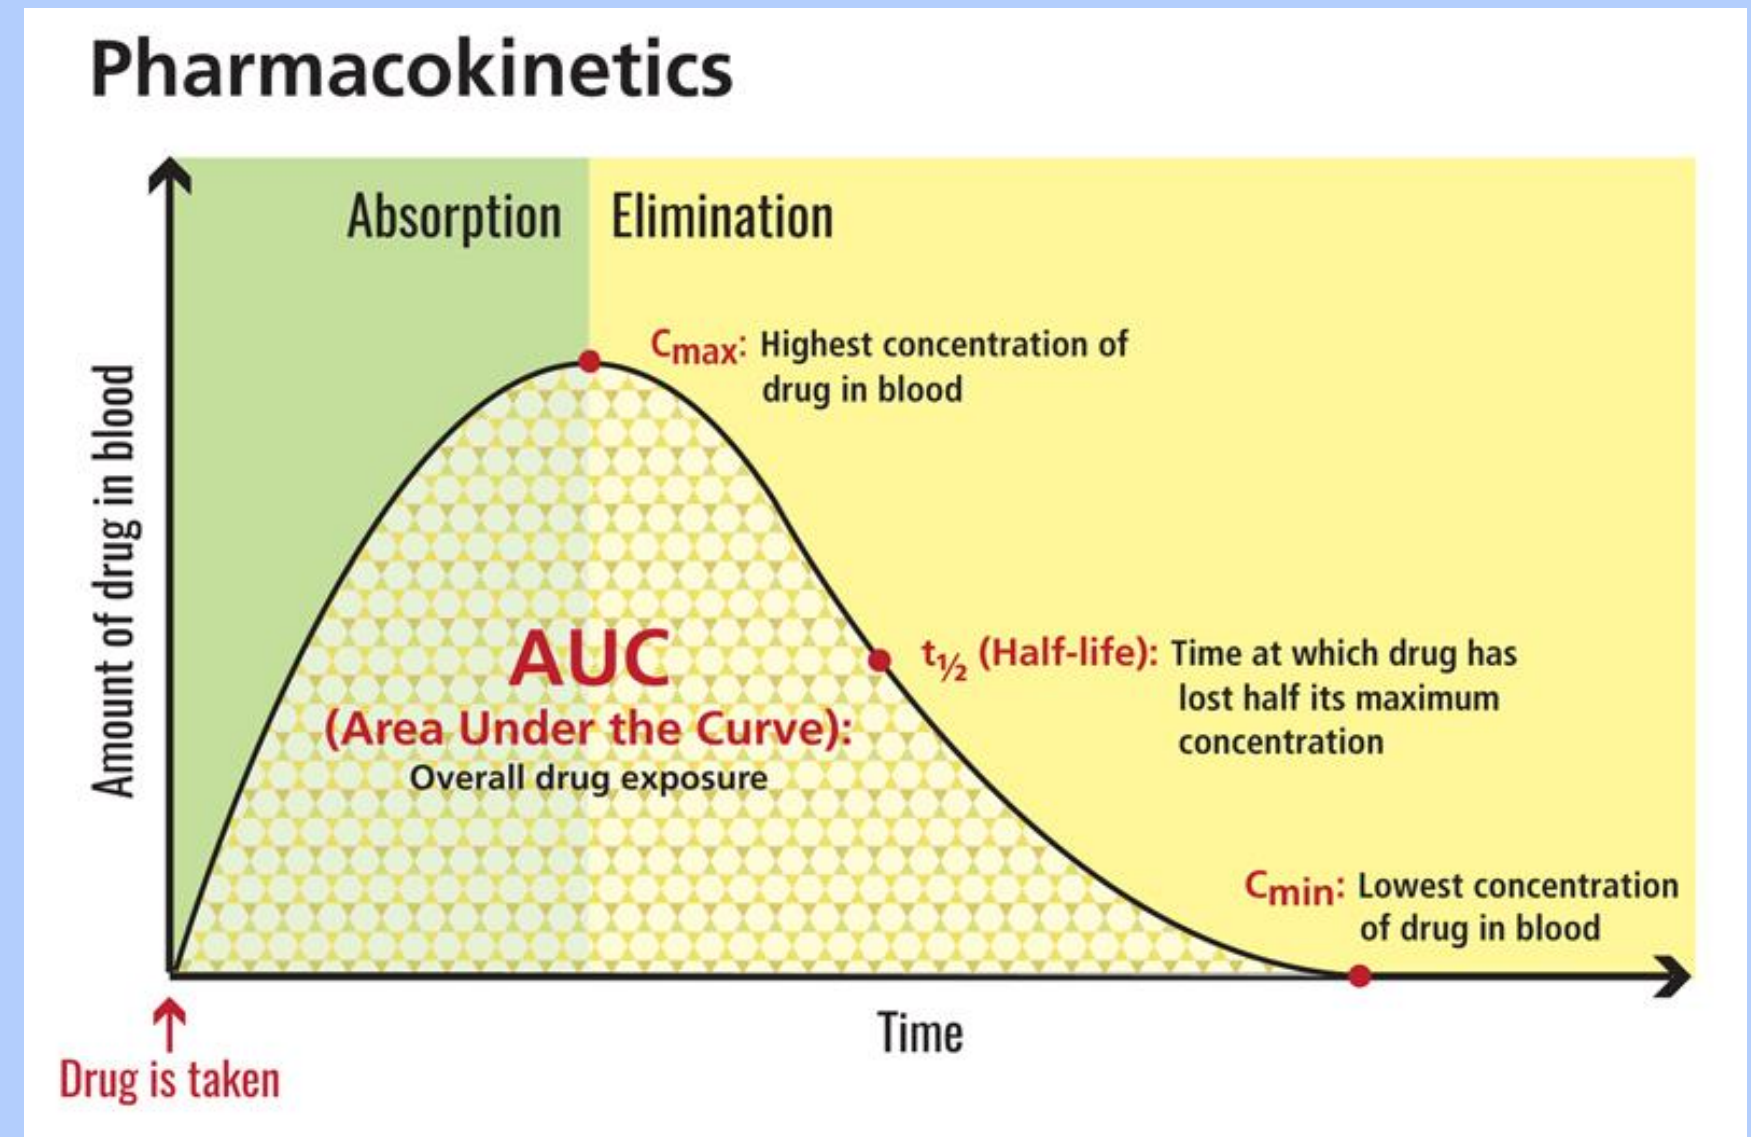 Pharmacokinetics
Absorption
Elimination
Cmax: Highest concentration of
drug in blood
Amount of drug in blood
AUC
(Area Under the Curve):
Overall drug exposure
t½ (Half-life): Time at which drug has
lost half its maximum
concentration
Cmin: Lowest concentration
of drug in blood
Time
Drug is taken